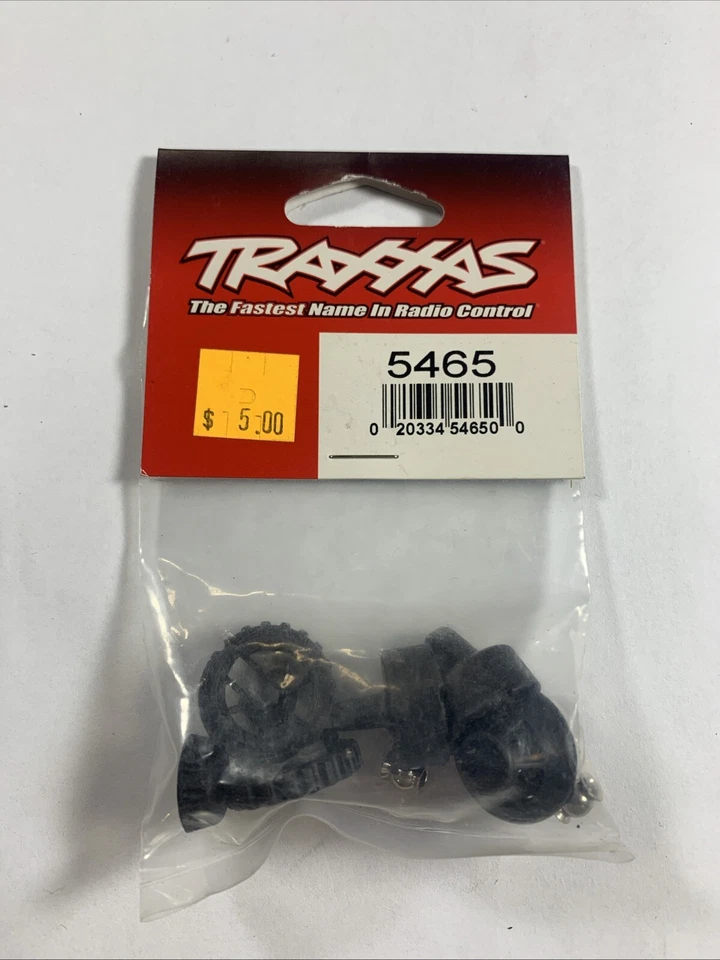 TRAXXAS
The Fastest Name In Radio Control
5465
$ 5.00
0 20334 54650 0